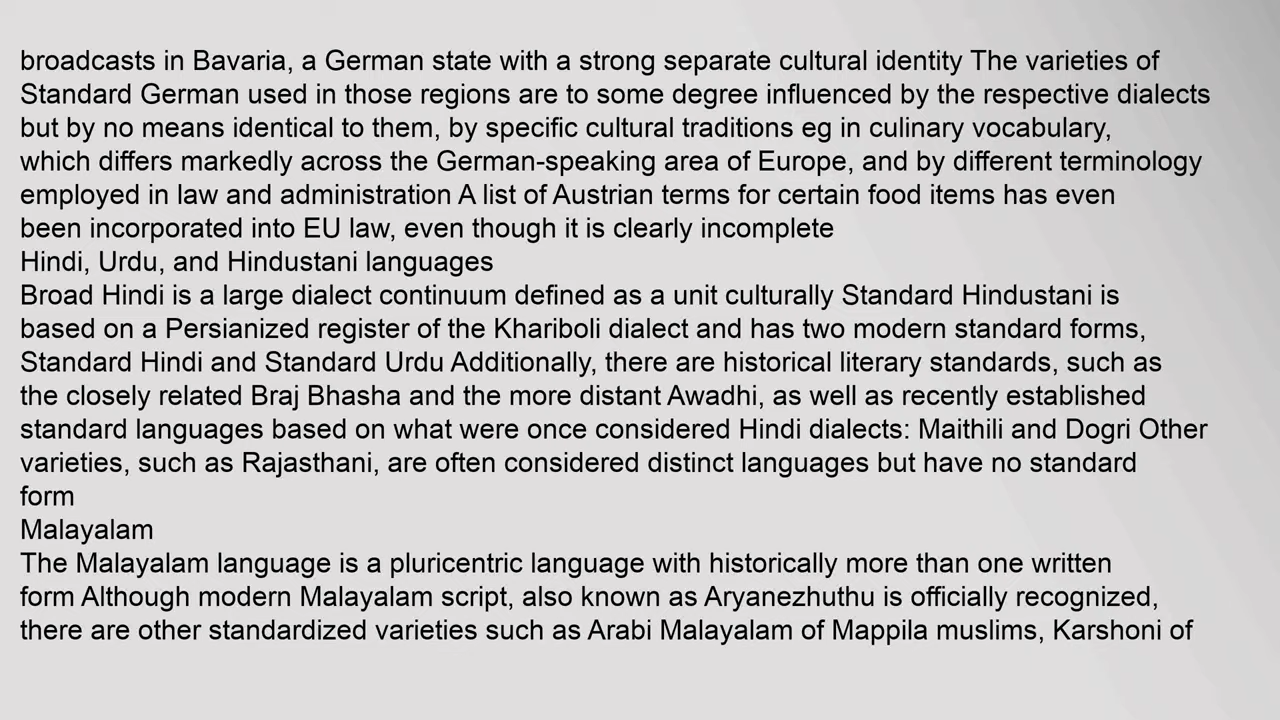 broadcasts in Bavaria, a German state with a strong separate cultural identity The varieties of
Standard German used in those regions are to some degree influenced by the respective dialects
but by no means identical to them, by specific cultural traditions eg in culinary vocabulary,
which differs markedly across the German-speaking area of Europe, and by different terminology
employed in law and administration A list of Austrian terms for certain food items has even
been incorporated into EU law, even though it is clearly incomplete
Hindi, Urdu, and Hindustani languages
Broad Hindi is a large dialect continuum defined as a unit culturally Standard Hindustani is
based on a Persianized register of the Khariboli dialect and has two modern standard forms,
Standard Hindi and Standard Urdu Additionally, there are historical literary standards, such as
the closely related Braj Bhasha and the more distant Awadhi, as well as recently established
standard languages based on what were once considered Hindi dialects: Maithili and Dogri Other
varieties, such as Rajasthani, are often considered distinct languages but have no standard
form
Malayalam
The Malayalam language is a pluricentric language with historically more than one written
form Although modern Malayalam script, also known as Aryanezhuthu is officially recognized,
there are other standardized varieties such as Arabi Malayalam of Mappila muslims, Karshoni of